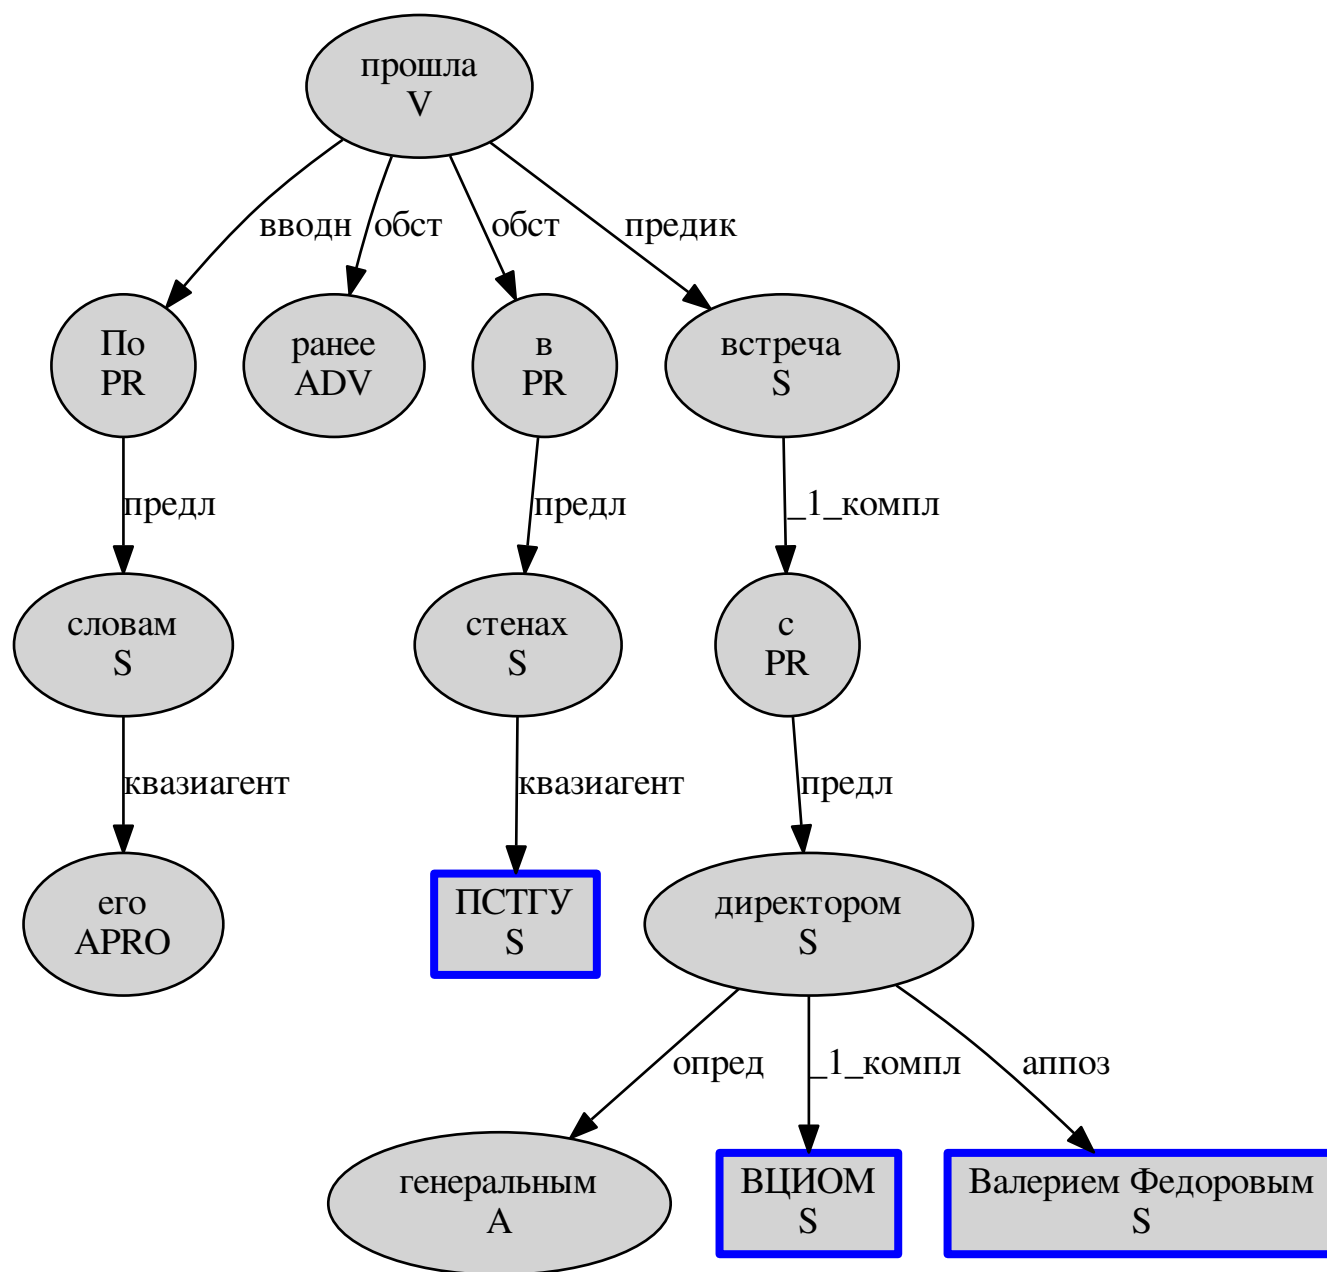 прошла
V
вводн
обст
обст
предик
По
PR
ранее
ADV
в
PR
встреча
S
предл
предл
_1_компл
словам
S
стенах
S
с
PR
квазиагент
квазиагент
предл
его
APRO
ПСТГУ
S
директором
S
опред
_1_компл
аппоз
генеральным
A
ВЦИОМ
S
Валерием Федоровым
S